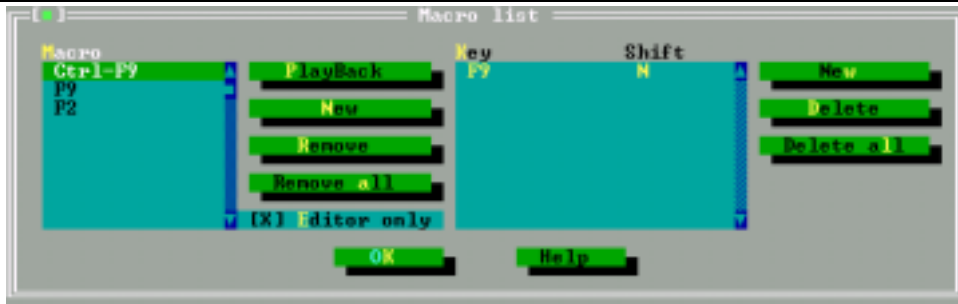 Macro list
Macro
Ctrl-F9
F9
F2
PlayBack
New
Remove
Remove all
[X] Editor only
Key Shift
F9 N
New
Delete
Delete all
OK
Help